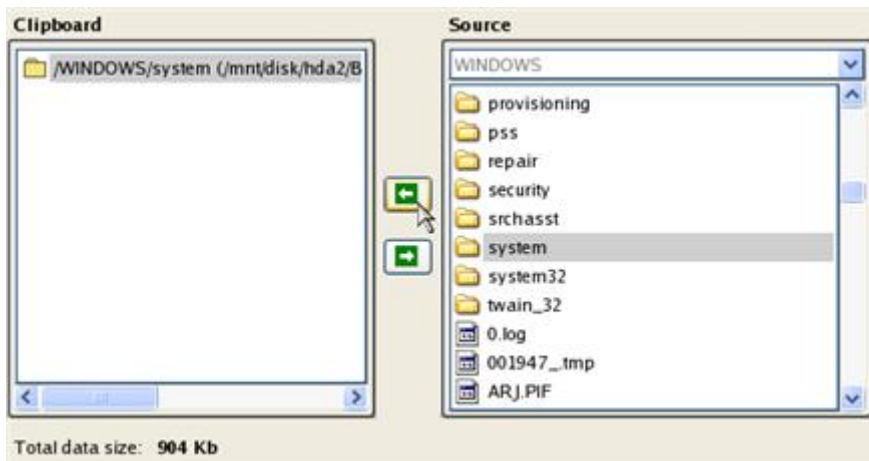 Clipboard
/WINDOWS/system (/mnt/disk/hda2/B
Source
WINDOWS
provisioning
pss
repair
security
srchasst
system
system32
twain_32
0.log
001947_.tmp
ARJ.PIF
Total data size: 904 Kb